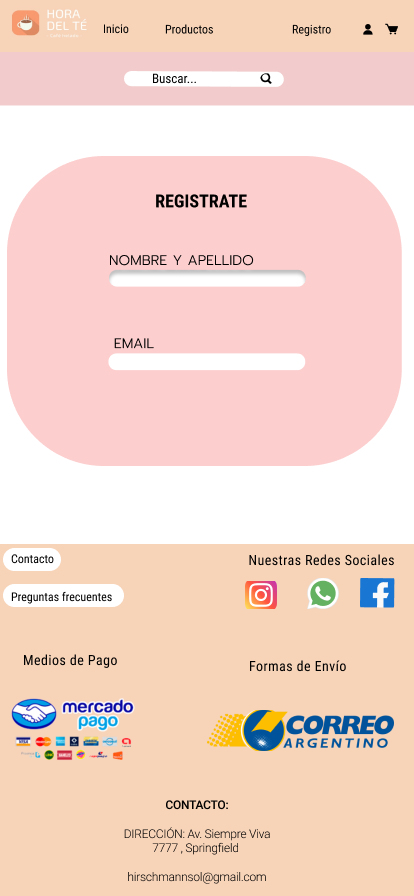 HORA
DEL TÉ
Inicio
Productos
Registro
Buscar...
REGISTRATE
NOMBRE Y APELLIDO
EMAIL
Contacto
Nuestras Redes Sociales
Preguntas frecuentes
Medios de Pago
Formas de Envío
mercado
pago
VISA
CORREO
ARGENTINO
CONTACTO:
DIRECCIÓN: Av. Siempre Viva
7777 , Springfield
hirschmannsol@gmail.com